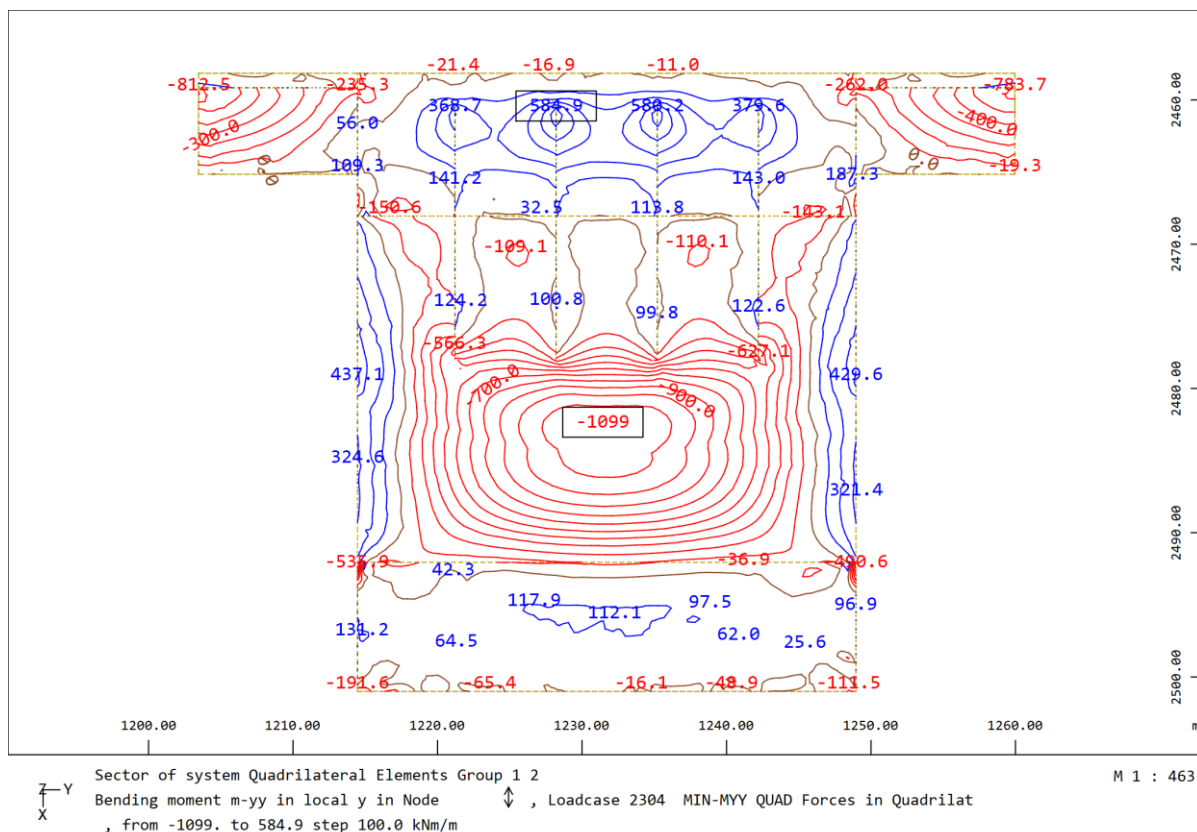 -21.4 -16.9 -11.0
-812.5 -235.3 -262.0 -783.7
368.7 584.9 580.2 379.6
56.0 -400.0
-300.0
0.0 109.3 0.0 -19.3
141.2 143.0 187.3
-150.6 32.5 113.8 -143.1
-109.1 -110.1
124.2 100.8 99.8 122.6
-566.3 -627.1
437.1 -700.0 -900.0 429.6
-1099
324.6
321.4
-535.9 -36.9 -490.6
42.3
117.9 112.1 97.5 96.9
131.2 64.5 62.0 25.6
-191.6 -65.4 -16.1 -48.9 -111.5
2460.00
2470.00
2480.00
2490.00
2500.00
1200.00 1210.00 1220.00 1230.00 1240.00 1250.00 1260.00 m
Sector of system Quadrilateral Elements Group 1 2 M 1 : 463
Z Y
X
Bending moment m-yy in local y in Node ↕ , Loadcase 2304 MIN-MYY QUAD Forces in Quadrilat
, from -1099. to 584.9 step 100.0 kNm/m